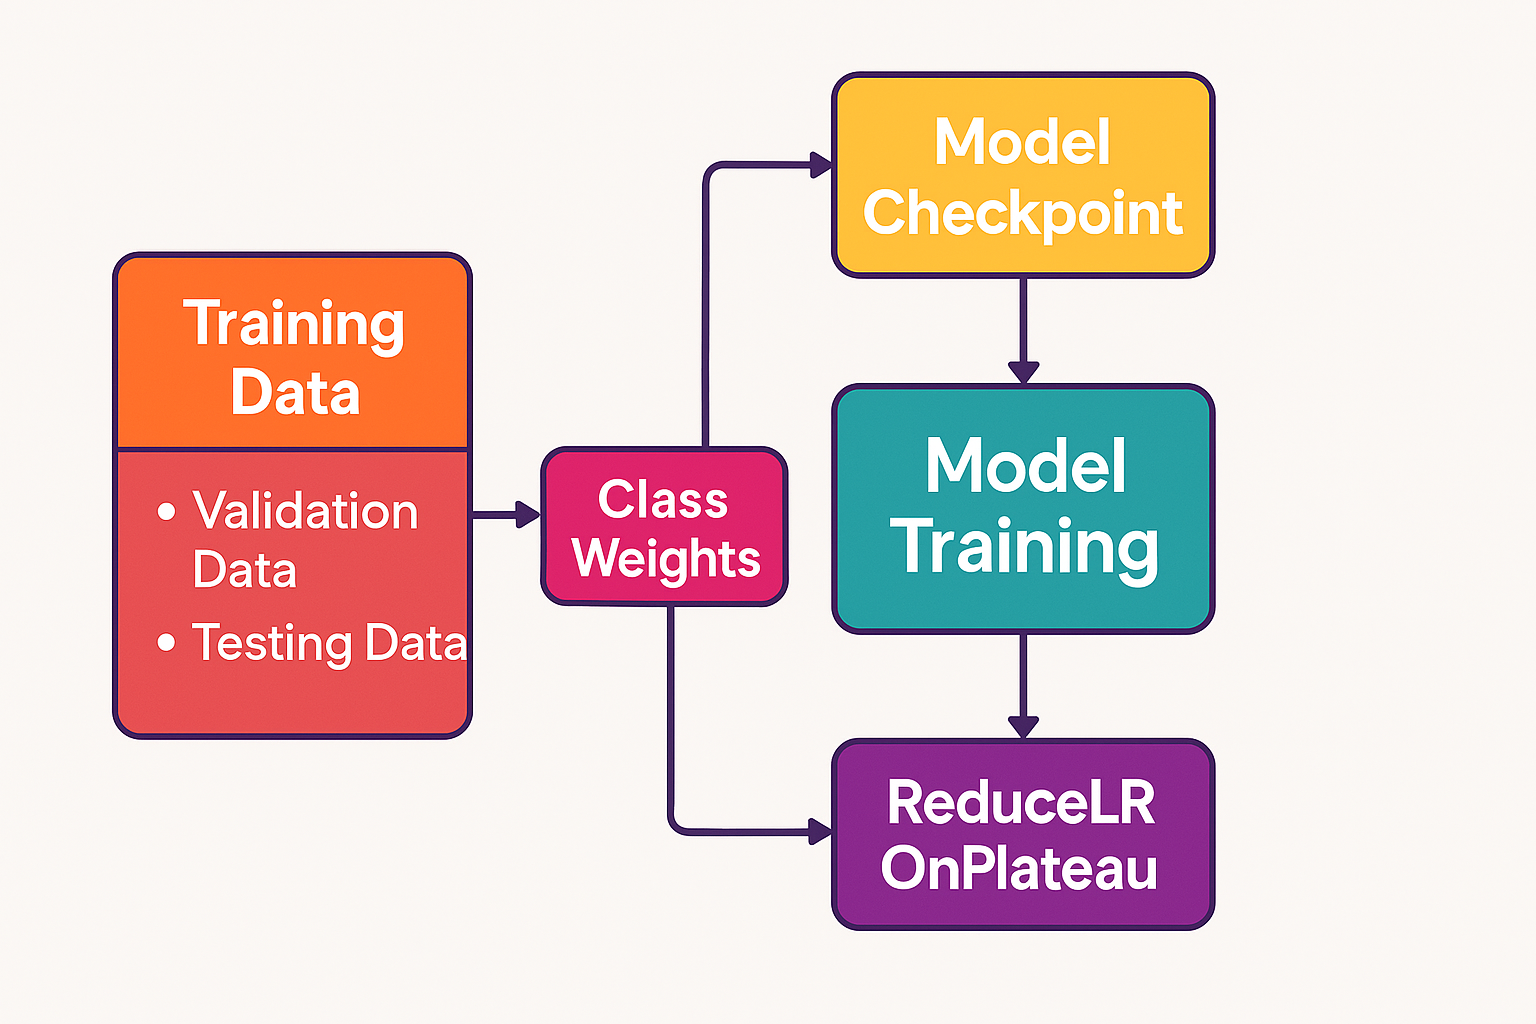 Training
Data
• Validation
Data
• Testing Data
Class
Weights
Model
Checkpoint
Model
Training
ReduceLR
OnPlateau